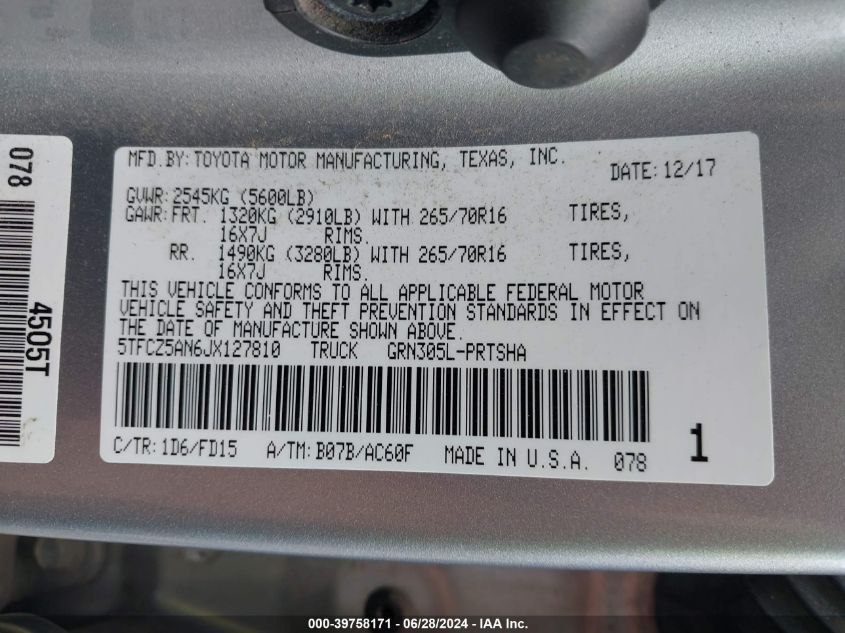 MFD.BY:TOYOTA MOTOR MANUFACTURING, TEXAS, INC.
DATE:12/17
GVWR:2545KG (5600LB)
GAWR:FRT. 1320KG (2910LB) WITH 265/70R16 TIRES,
16X7J RIMS.
RR. 1490KG (3280LB) WITH 265/70R16 TIRES,
16X7J RIMS.
THIS VEHICLE CONFORMS TO ALL APPLICABLE FEDERAL MOTOR
VEHICLE SAFETY AND THEFT PREVENTION STANDARDS IN EFFECT ON
THE DATE OF MANUFACTURE SHOWN ABOVE.
5TFCZ5AN6JX127810 TRUCK GRN305L-PRTSHA
C/TR:1D6/FD15 A/TM:B07B/AC60F MADE IN U.S.A. 078 1
078
4505T
000-39758171 — 06/28/2024 — IAA Inc.